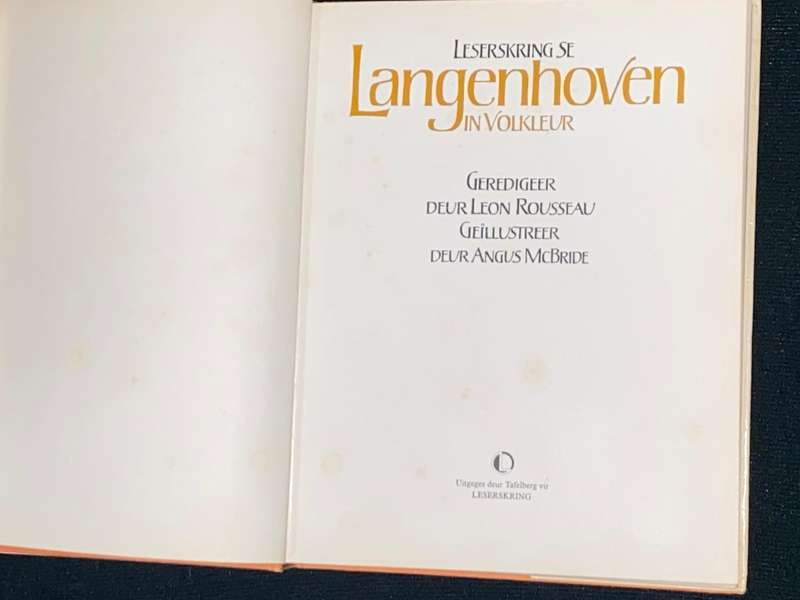 LESERSKRING SE
Langenhoven
IN VOLKLEUR
GEREDIGEER
DEUR LEON ROUSSEAU
GEÏLLUSTREER
DEUR ANGUS MCBRIDE
Uitgegee deur Tafelberg vir
LESERSKRING